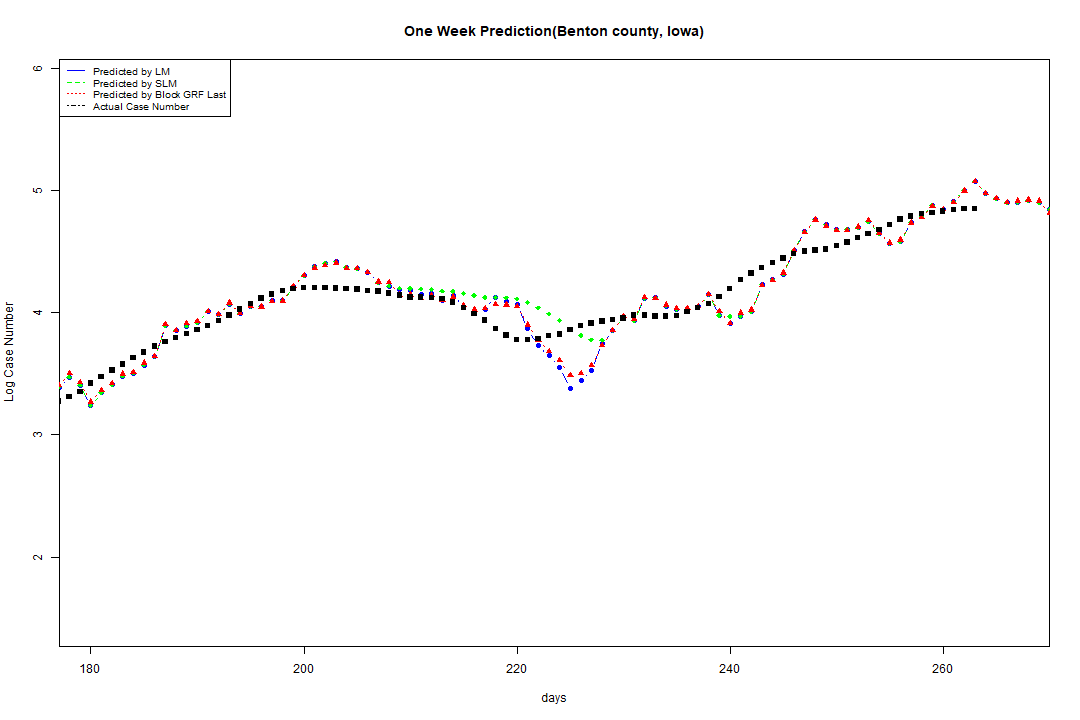 One Week Prediction(Benton county, Iowa)
Predicted by LM
Predicted by SLM
Predicted by Block GRF Last
Actual Case Number
6
5
4
3
2
Log Case Number
180 200 220 240 260
days